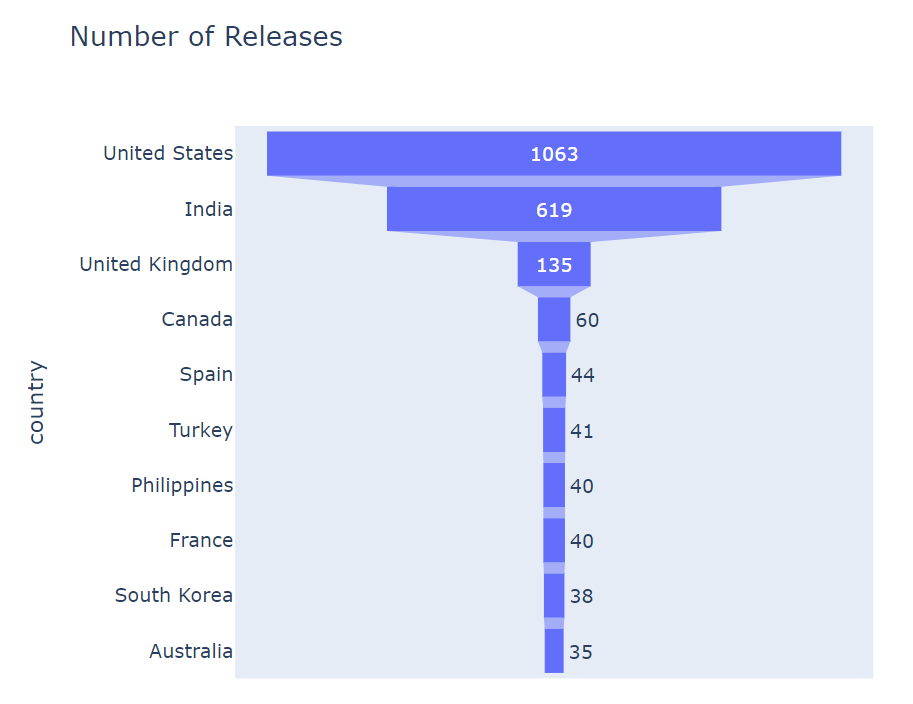 Number of Releases
country
United States 1063
India 619
United Kingdom 135
Canada 60
Spain 44
Turkey 41
Philippines 40
France 40
South Korea 38
Australia 35